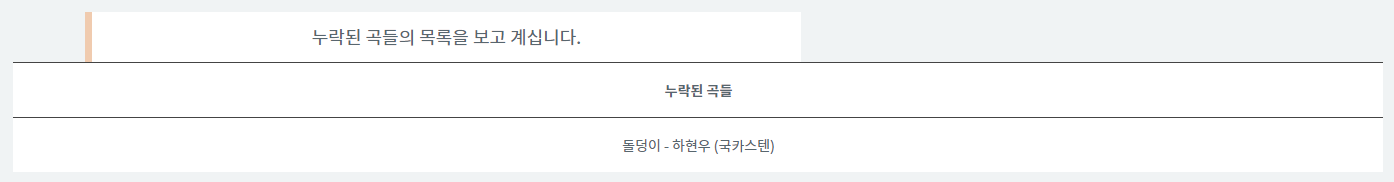 누락된 곡들의 목록을 보고 계십니다.
누락된 곡들
돌덩이 - 하현우 (국카스텐)